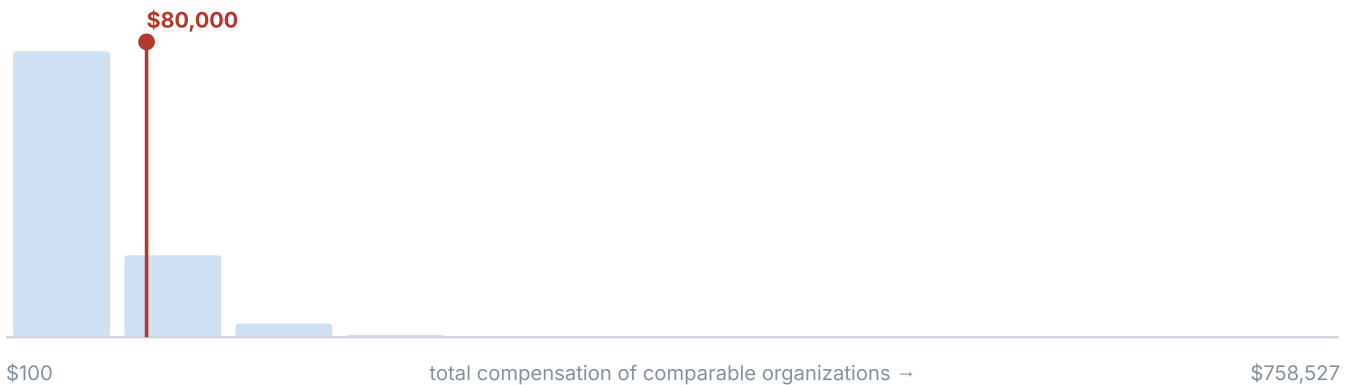 $80,000
$100
total compensation of comparable organizations →
$758,527